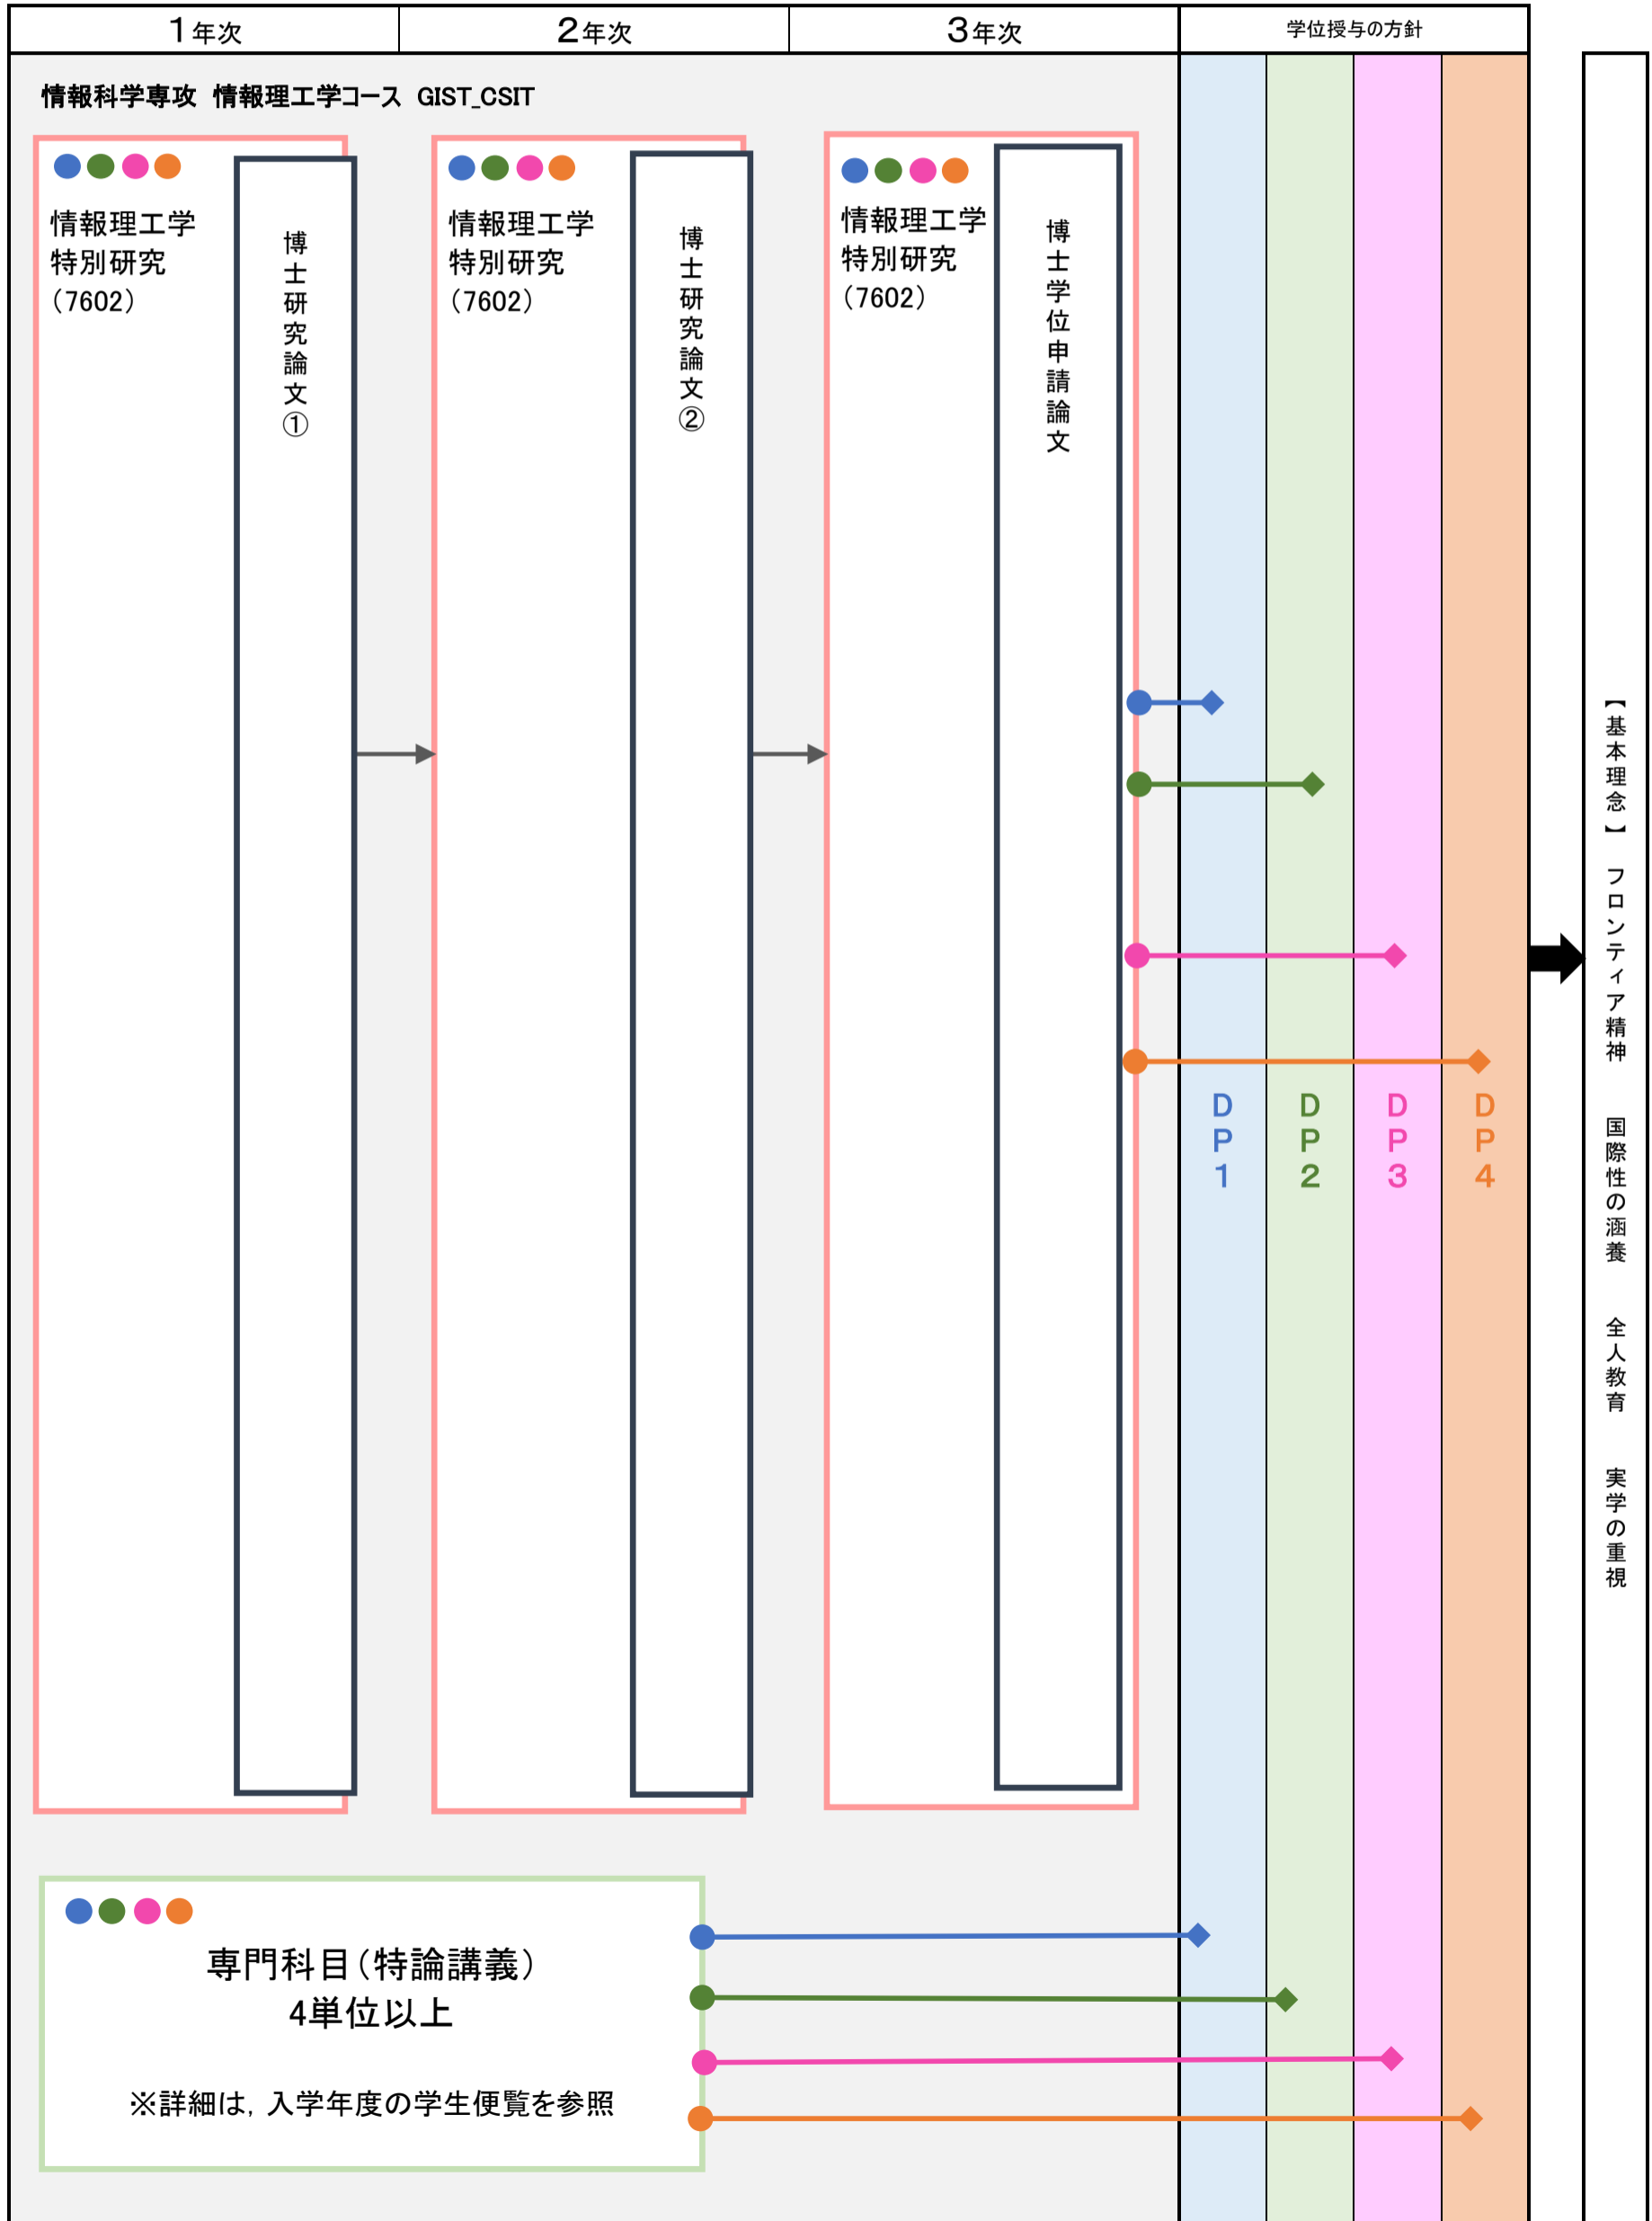 1年次
2年次
3年次
学位授与の方針
情報科学専攻 情報理工学コース GIST_CSIT
情報理工学
特別研究
（7602）
博士研究論文①
情報理工学
特別研究
（7602）
博士研究論文②
情報理工学
特別研究
（7602）
博士学位申請論文
DP1
DP2
DP3
DP4
【基本理念】 フロンティア精神 国際性の涵養 全人教育 実学の重視
専門科目（特論講義）
4単位以上
※詳細は，入学年度の学生便覧を参照